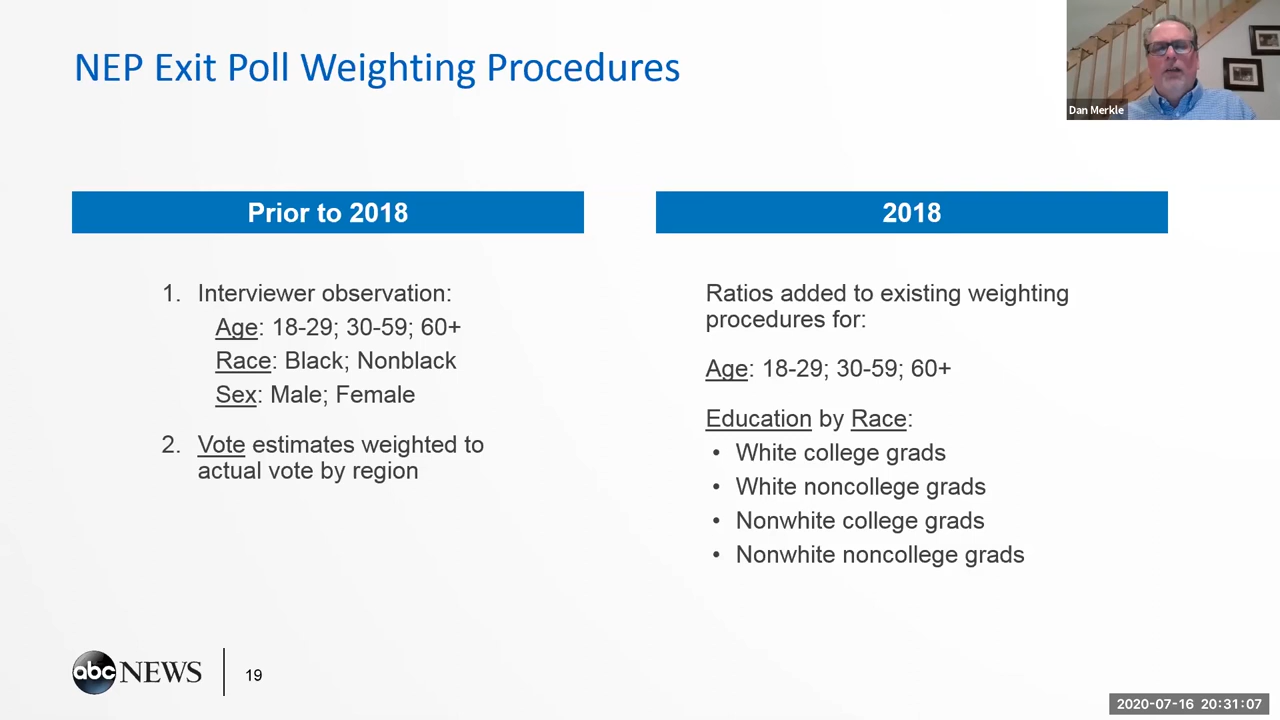 NEP Exit Poll Weighting Procedures
Dan Merkle
Prior to 2018
1. Interviewer observation:
Age: 18-29; 30-59; 60+
Race: Black; Nonblack
Sex: Male; Female
2. Vote estimates weighted to
actual vote by region
2018
Ratios added to existing weighting
procedures for:
Age: 18-29; 30-59; 60+
Education by Race:
• White college grads
• White noncollege grads
• Nonwhite college grads
• Nonwhite noncollege grads
abc NEWS
19
2020-07-16 20:31:07